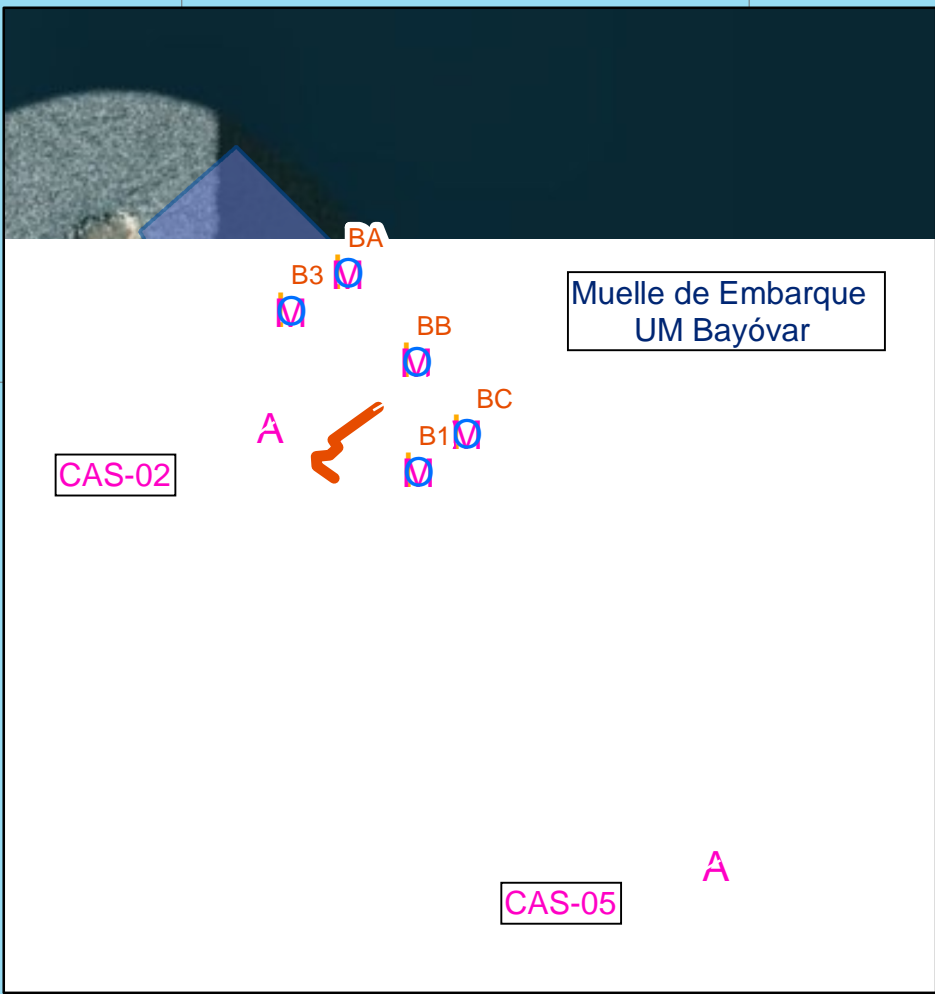 BA
B3
M
M
Muelle de Embarque
UM Bayóvar
BB
M
BC
A
B1
M
M
CAS-02
A
CAS-05